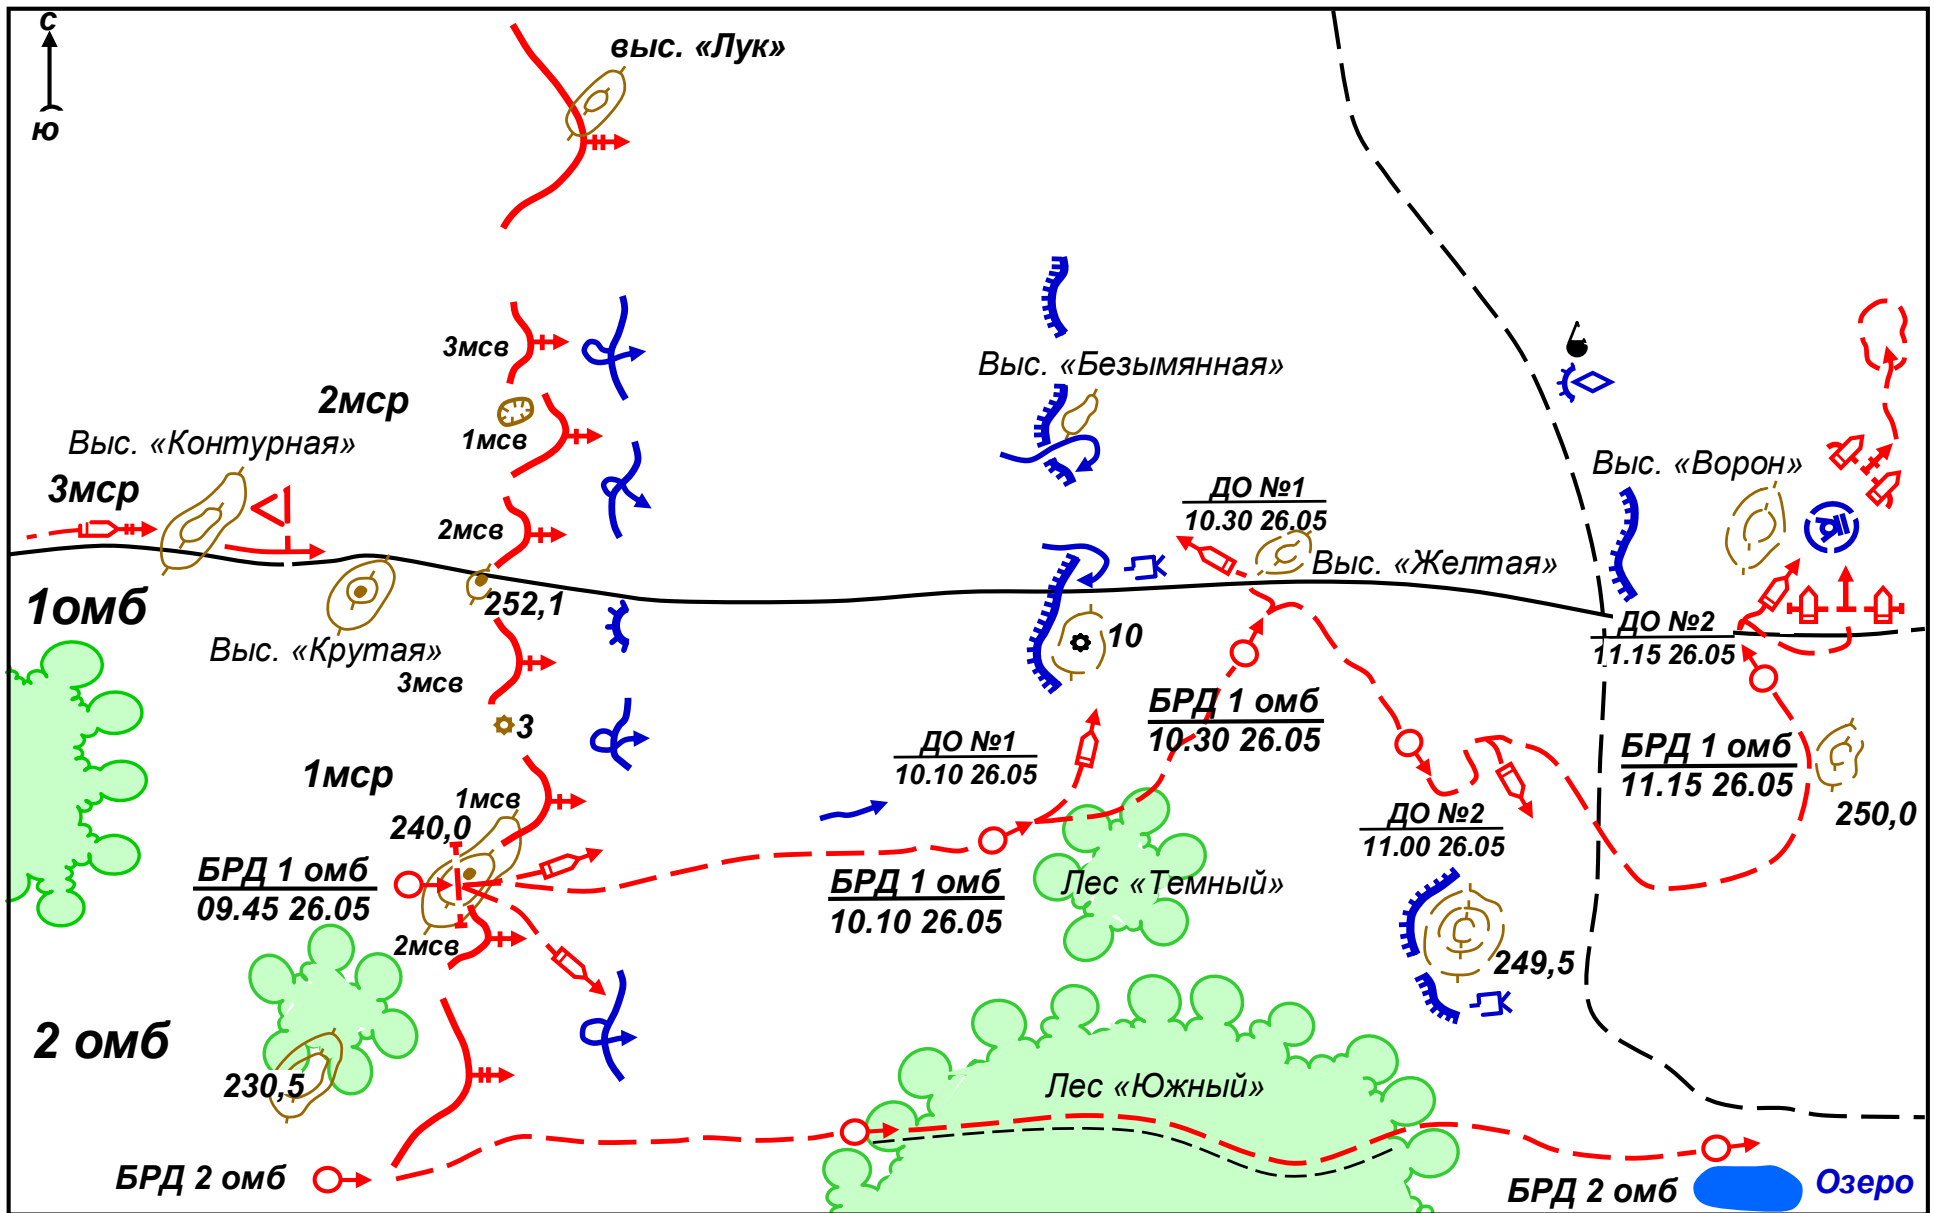 С
Ю
выс. «Лук»
3мсв
Выс. «Безымянная»
2мср
1мсв
Выс. «Контурная»
Выс. «Ворон»
3мср
ДО №1
10.30 26.05
2мсв
Выс. «Желтая»
1омб
252,1
ДО №2
11.15 26.05
10
Выс. «Крутая»
3мсв
БРД 1 омб
10.30 26.05
3
ДО №1
10.10 26.05
БРД 1 омб
11.15 26.05
1мср
1мсв
240,0
ДО №2
11.00 26.05
250,0
БРД 1 омб
09.45 26.05
БРД 1 омб
10.10 26.05
Лес «Темный»
2мсв
249,5
2 омб
230,5
Лес «Южный»
БРД 2 омб
БРД 2 омб
Озеро